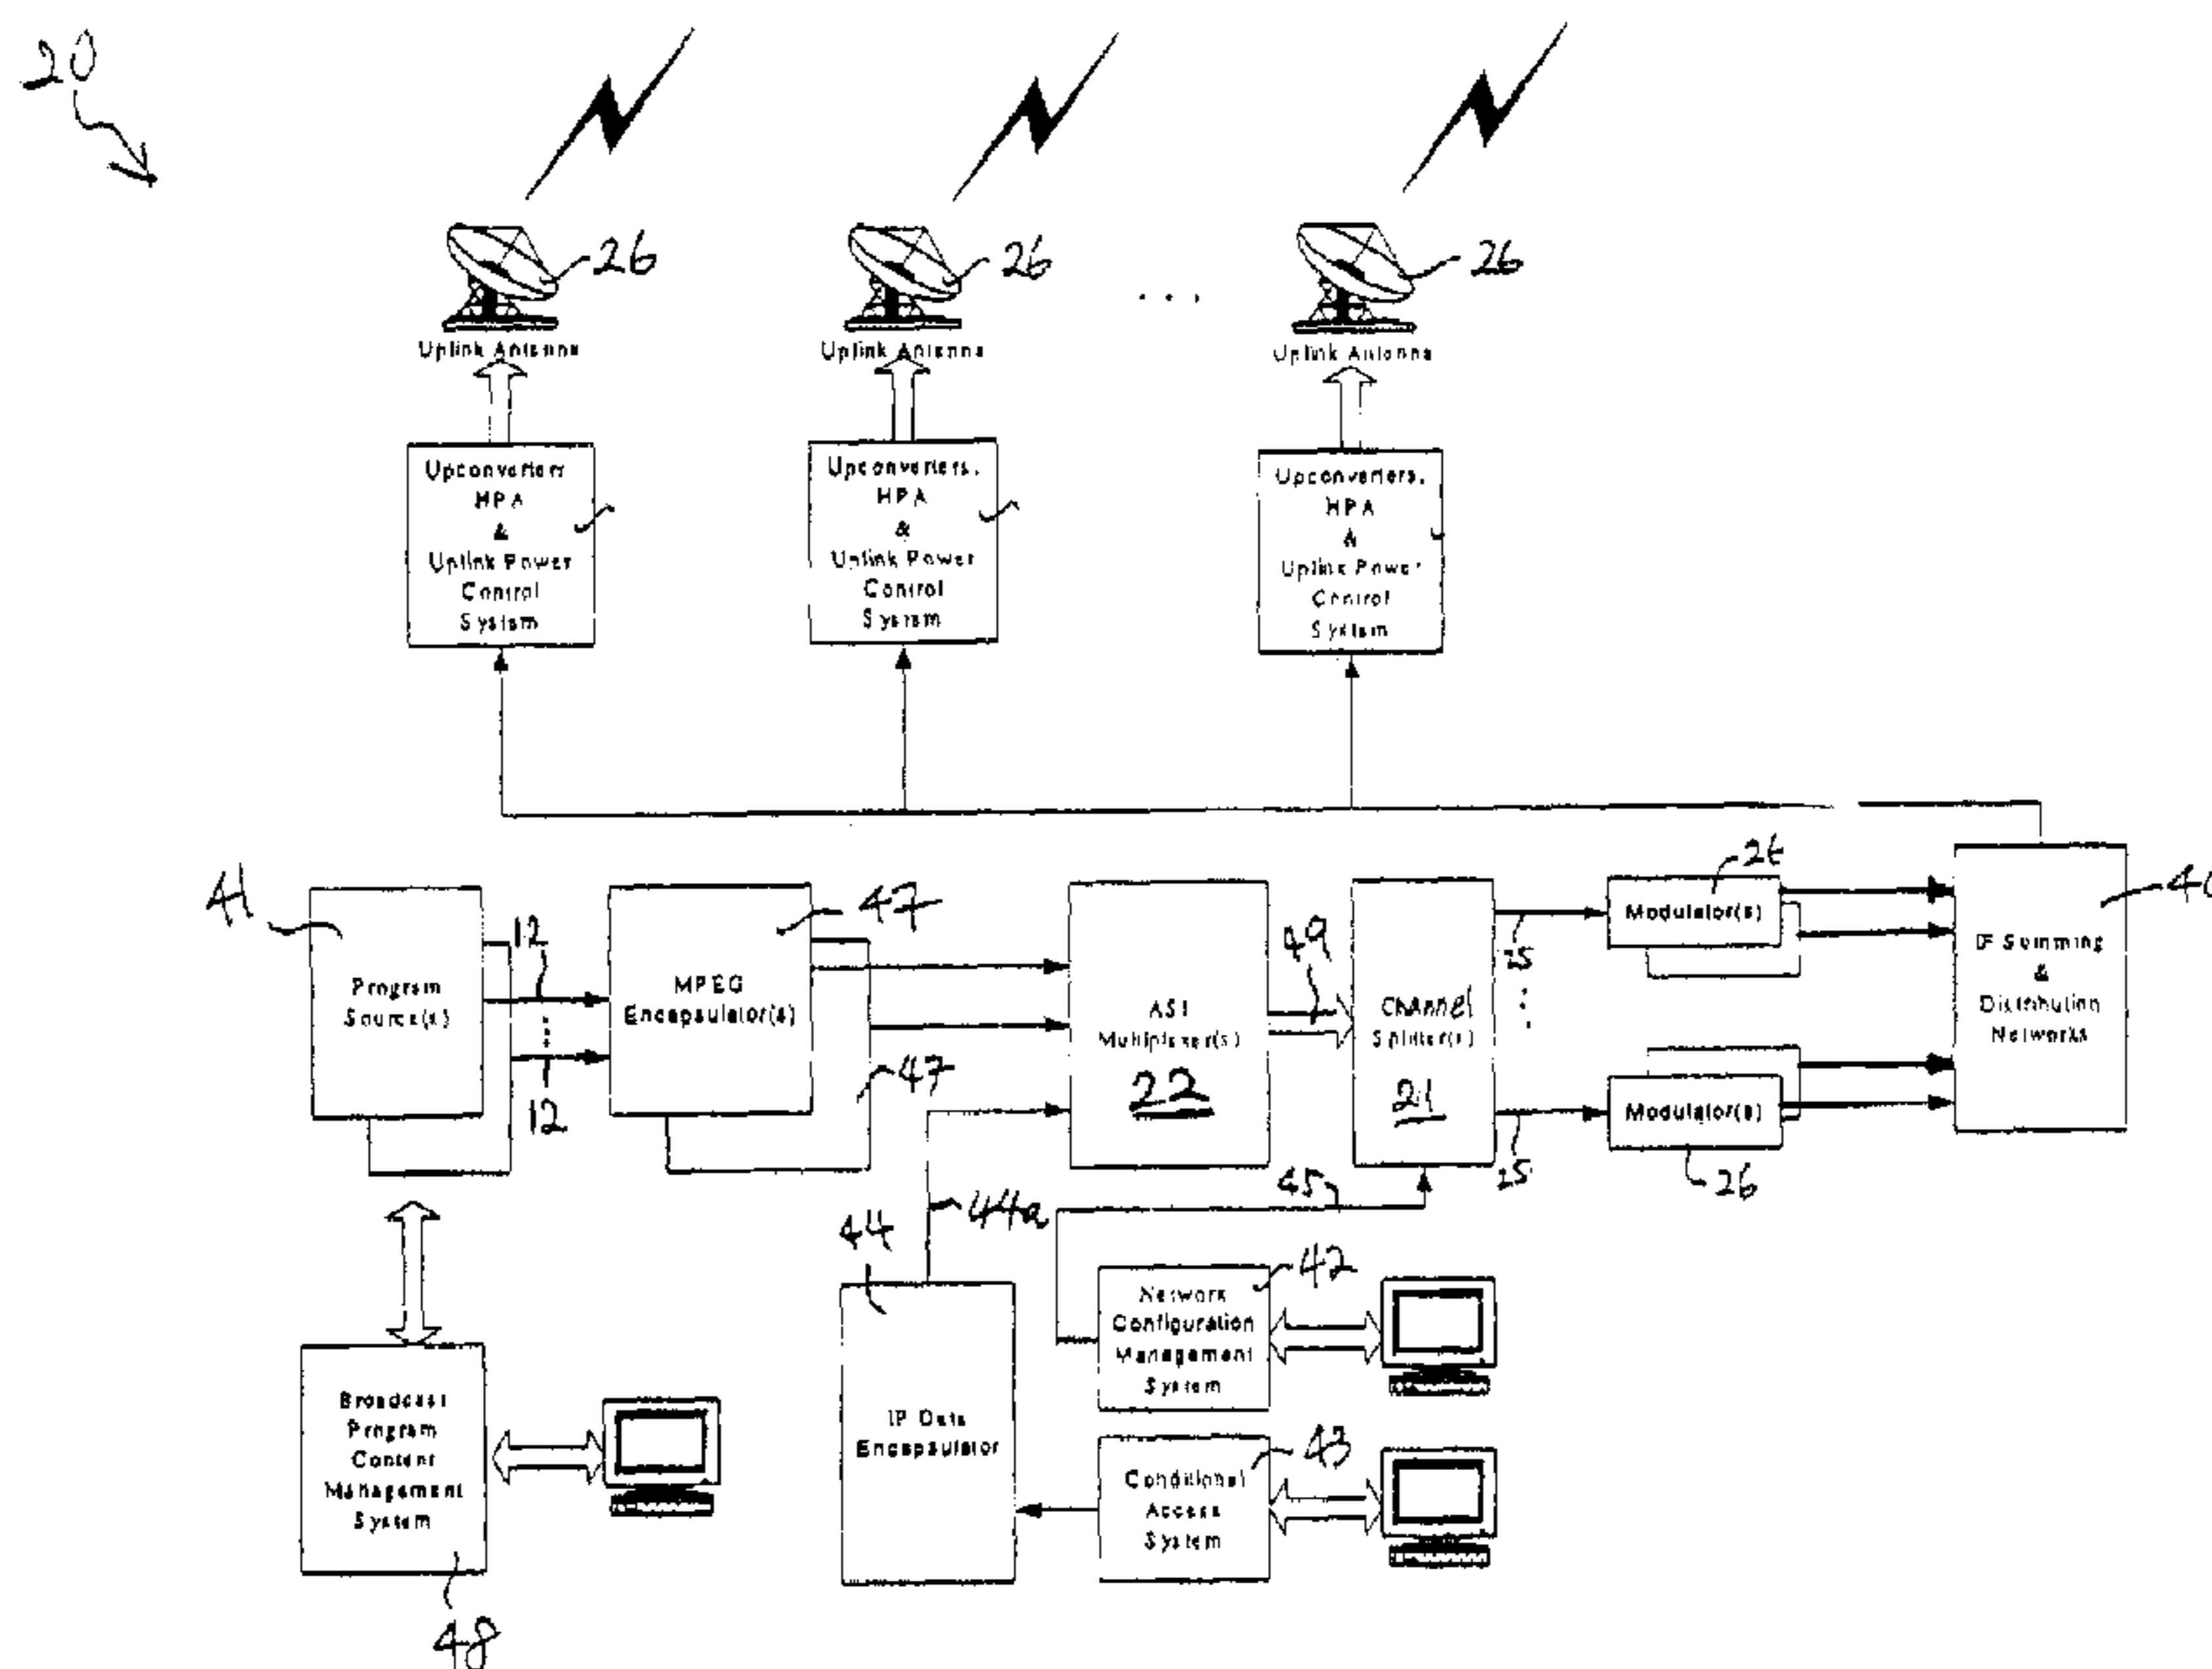 20
26
26
26
Uplink Antenna
Uplink Antenna
Uplink Antenna
. . .
Upconverters
HPA
&
Uplink Power
Control
System
Upconverters,
HPA
&
Uplink Power
Control
System
Upconverters,
HPA
&
Uplink Power
Control
System
41
Program
Source(s)
12
12
47
MPEG
Encapsulator(s)
47
ASI
Multiplexer(s)
22
49
Channel
Splitter(s)
21
25
25
26
Modulator(s)
Modulator(s)
26
IF Summing
&
Distribution
Networks
44a
45
44
IP Data
Encapsulator
42
Network
Configuration
Management
System
43
Conditional
Access
System
Broadcast
Program
Content
Management
System
48